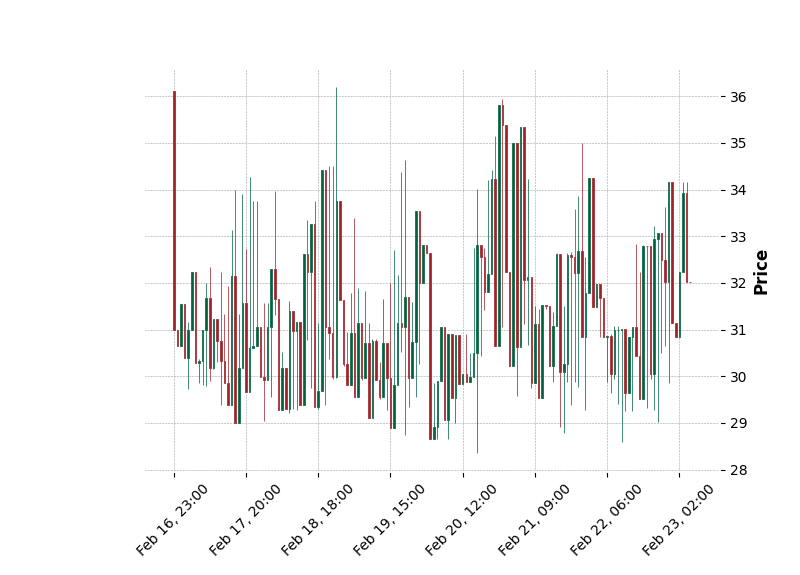 36
35
34
33
32
31
30
29
28
Price
Feb 16, 23:00
Feb 17, 20:00
Feb 18, 18:00
Feb 19, 15:00
Feb 20, 12:00
Feb 21, 09:00
Feb 22, 06:00
Feb 23, 02:00